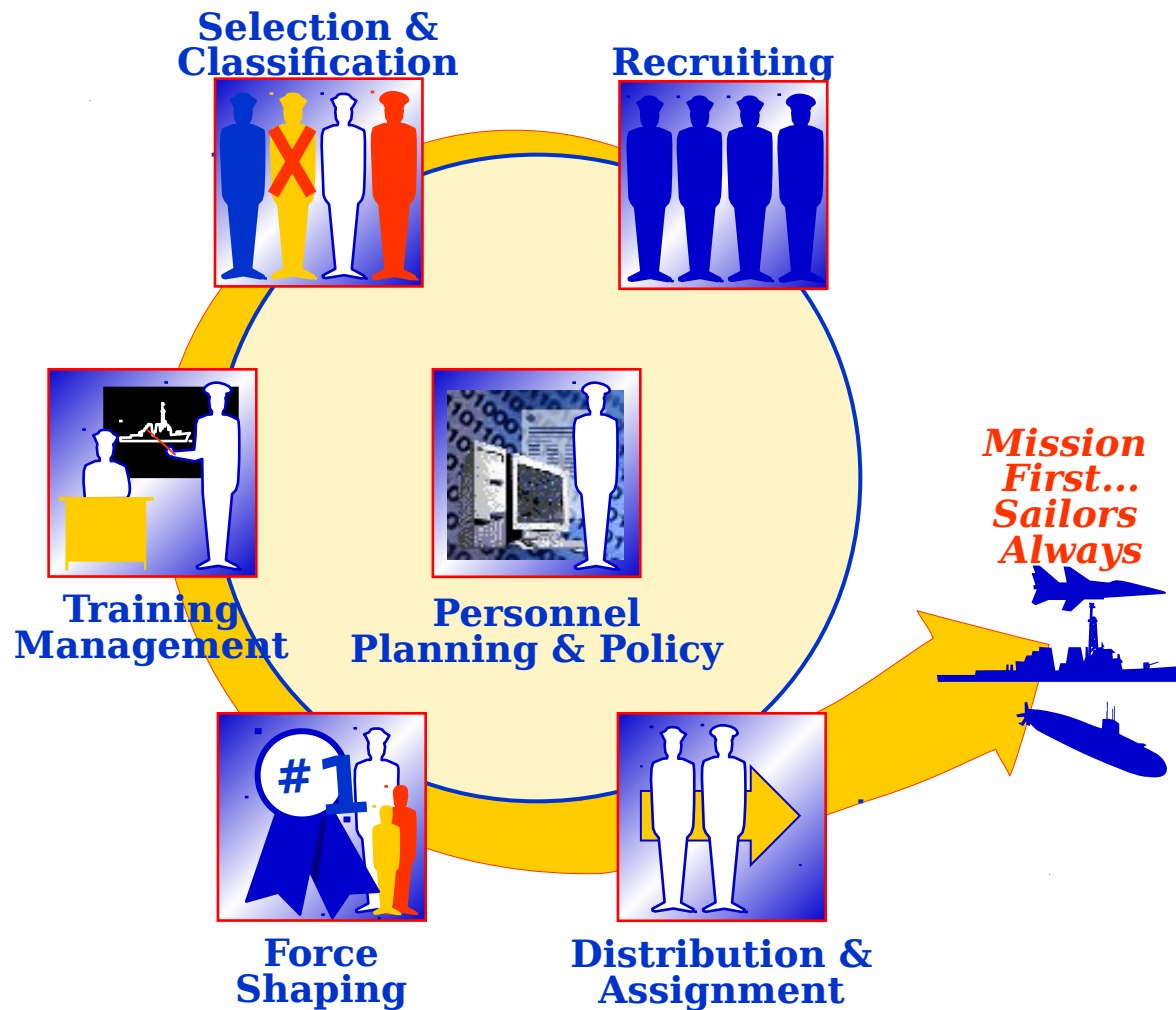 Selection &
Classification
Recruiting
Mission
First...
Sailors
Always
Training
Management
Personnel
Planning & Policy
#1
Force
Shaping
Distribution &
Assignment